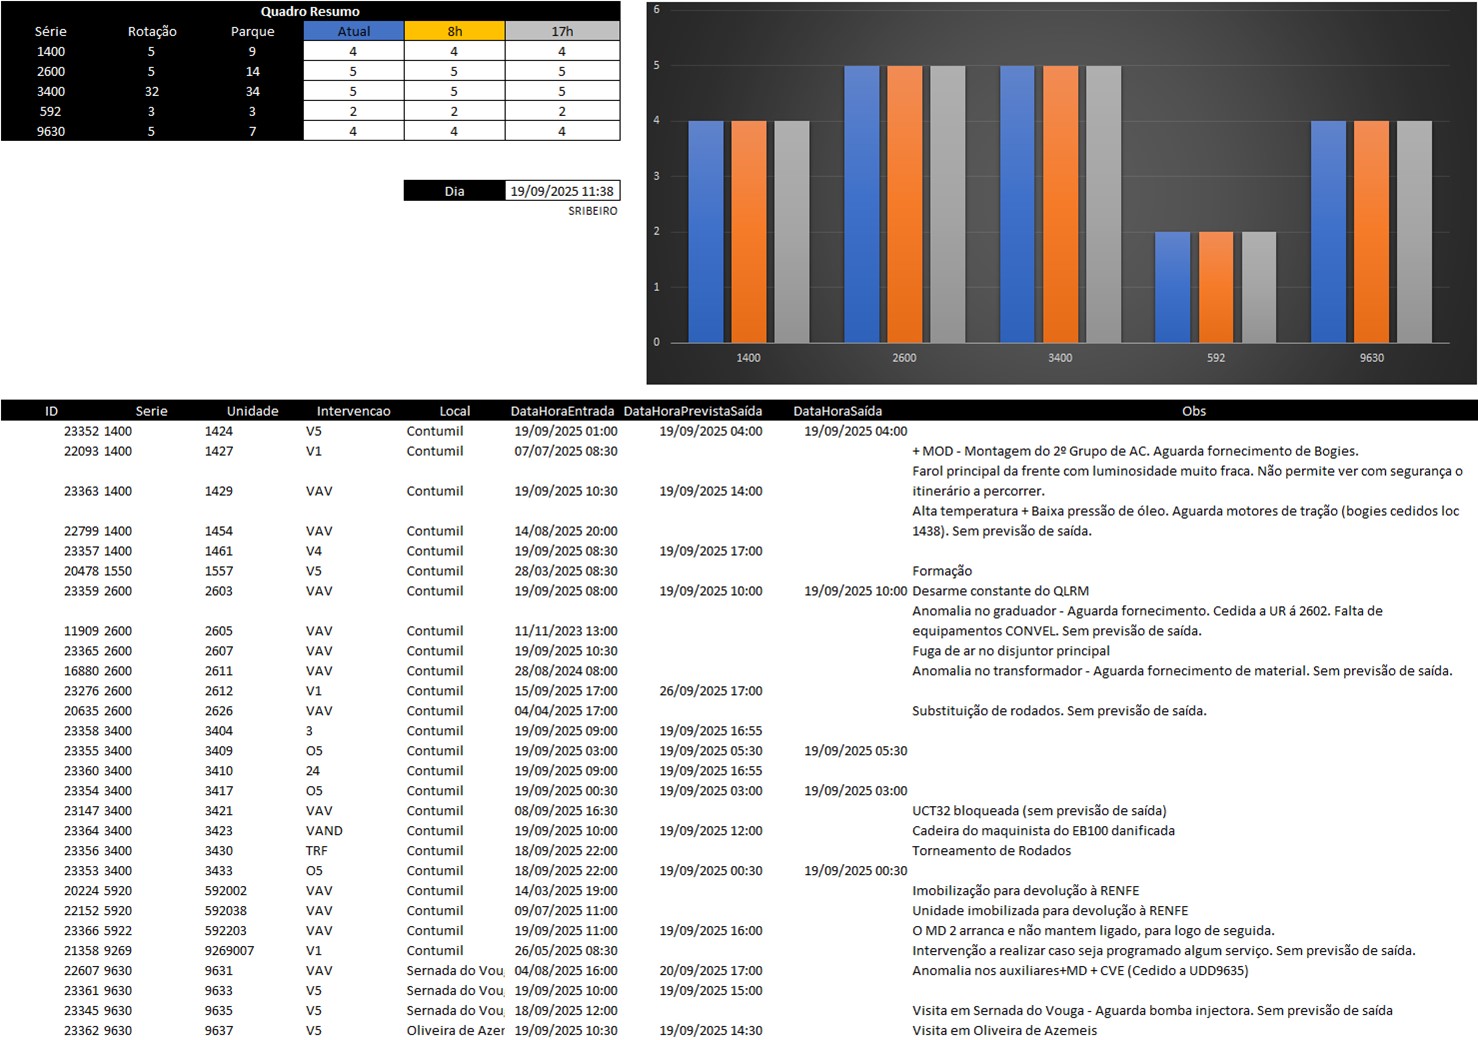 Quadro Resumo
Série Rotação Parque Atual 8h 17h
1400 5 9 4 4 4
2600 5 14 5 5 5
3400 32 34 5 5 5
592 3 3 2 2 2
9630 5 7 4 4 4
Dia 19/09/2025 11:38
SRIBEIRO
6
5
4
3
2
1
0
1400 2600 3400 592 9630
ID Serie Unidade Intervencao Local DataHoraEntrada DataHoraPrevistaSaída DataHoraSaída Obs
23352 1400 1424 V5 Contumil 19/09/2025 01:00 19/09/2025 04:00 19/09/2025 04:00
22093 1400 1427 V1 Contumil 07/07/2025 08:30 + MOD - Montagem do 2º Grupo de AC. Aguarda fornecimento de Bogies.
Farol principal da frente com luminosidade muito fraca. Não permite ver com segurança o
23363 1400 1429 VAV Contumil 19/09/2025 10:30 19/09/2025 14:00 itinerário a percorrer.
Alta temperatura + Baixa pressão de óleo. Aguarda motores de tração (bogies cedidos loc
22799 1400 1454 VAV Contumil 14/08/2025 20:00 1438). Sem previsão de saída.
23357 1400 1461 V4 Contumil 19/09/2025 08:30 19/09/2025 17:00
20478 1550 1557 V5 Contumil 28/03/2025 08:30 Formação
23359 2600 2603 VAV Contumil 19/09/2025 08:00 19/09/2025 10:00 19/09/2025 10:00 Desarme constante do QLRM
Anomalia no graduador - Aguarda fornecimento. Cedida a UR á 2602. Falta de
11909 2600 2605 VAV Contumil 11/11/2023 13:00 equipamentos CONVEL. Sem previsão de saída.
23365 2600 2607 VAV Contumil 19/09/2025 10:30 Fuga de ar no disjuntor principal
16880 2600 2611 VAV Contumil 28/08/2024 08:00 Anomalia no transformador - Aguarda fornecimento de material. Sem previsão de saída.
23276 2600 2612 V1 Contumil 15/09/2025 17:00 26/09/2025 17:00
20635 2600 2626 VAV Contumil 04/04/2025 17:00 Substituição de rodados. Sem previsão de saída.
23358 3400 3404 3 Contumil 19/09/2025 09:00 19/09/2025 16:55
23355 3400 3409 O5 Contumil 19/09/2025 03:00 19/09/2025 05:30 19/09/2025 05:30
23360 3400 3410 24 Contumil 19/09/2025 09:00 19/09/2025 16:55
23354 3400 3417 O5 Contumil 19/09/2025 00:30 19/09/2025 03:00 19/09/2025 03:00
23147 3400 3421 VAV Contumil 08/09/2025 16:30 UCT32 bloqueada (sem previsão de saída)
23364 3400 3423 VAND Contumil 19/09/2025 10:00 19/09/2025 12:00 Cadeira do maquinista do EB100 danificada
23356 3400 3430 TRF Contumil 18/09/2025 22:00 Torneamento de Rodados
23353 3400 3433 O5 Contumil 18/09/2025 22:00 19/09/2025 00:30 19/09/2025 00:30
20224 5920 592002 VAV Contumil 14/03/2025 19:00 Imobilização para devolução à RENFE
22152 5920 592038 VAV Contumil 09/07/2025 11:00 Unidade imobilizada para devolução à RENFE
23366 5922 592203 VAV Contumil 19/09/2025 11:00 19/09/2025 16:00 O MD 2 arranca e não mantem ligado, para logo de seguida.
21358 9269 9269007 V1 Contumil 26/05/2025 08:30 Intervenção a realizar caso seja programado algum serviço. Sem previsão de saída.
22607 9630 9631 VAV Sernada do Voug 04/08/2025 16:00 20/09/2025 17:00 Anomalia nos auxiliares+MD + CVE (Cedido a UDD9635)
23361 9630 9633 V5 Sernada do Voug 19/09/2025 10:00 19/09/2025 15:00
23345 9630 9635 V5 Sernada do Voug 18/09/2025 12:00 Visita em Sernada do Vouga - Aguarda bomba injectora. Sem previsão de saída
23362 9630 9637 V5 Oliveira de Azer 19/09/2025 10:30 19/09/2025 14:30 Visita em Oliveira de Azemeis